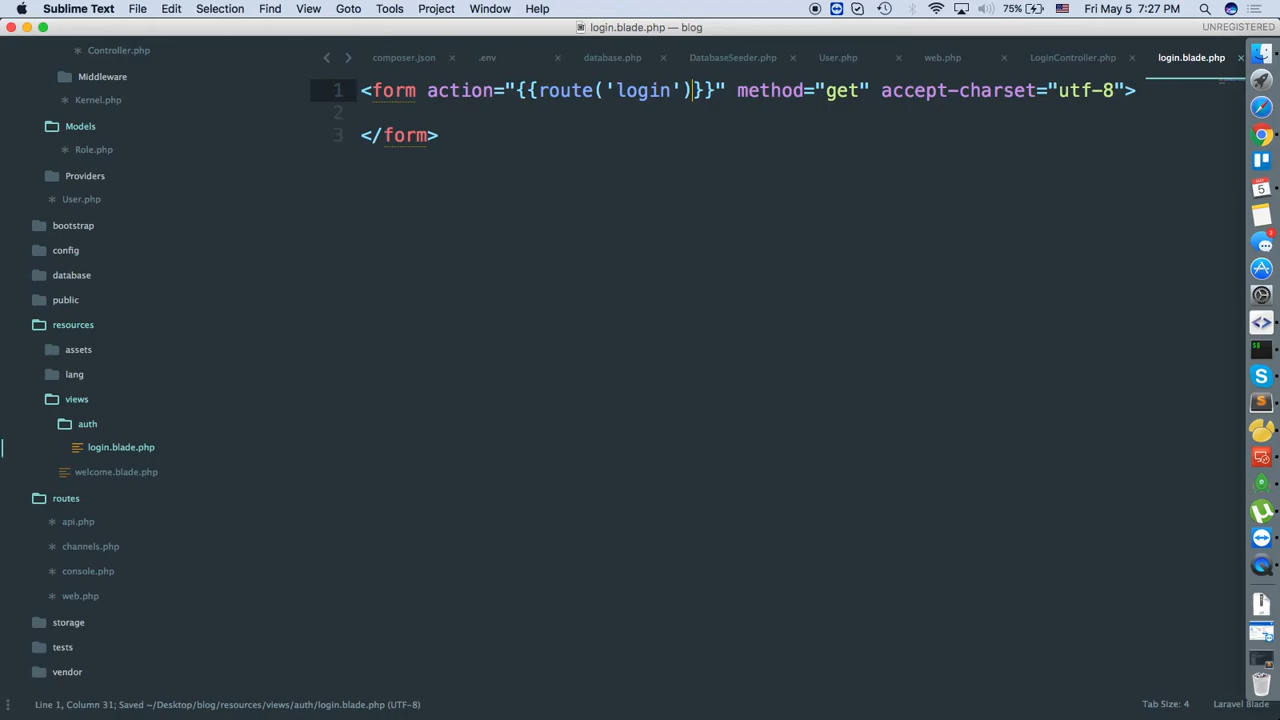 Sublime Text File Edit Selection Find View Goto Tools Project Window Help 75% Fri May 5 7:27 PM
login.blade.php — blog UNREGISTERED
composer.json .env database.php DatabaseSeeder.php User.php web.php LoginController.php login.blade.php
Controller.php
Middleware
Kernel.php
Models
Role.php
Providers
User.php
bootstrap
config
database
public
resources
assets
lang
views
auth
login.blade.php
welcome.blade.php
routes
api.php
channels.php
console.php
web.php
storage
tests
vendor
1 <form action="{{route('login')}}" method="get" accept-charset="utf-8">
2
3 </form>
Line 1, Column 31; Saved ~/Desktop/blog/resources/views/auth/login.blade.php (UTF-8) Tab Size: 4 Laravel Blade